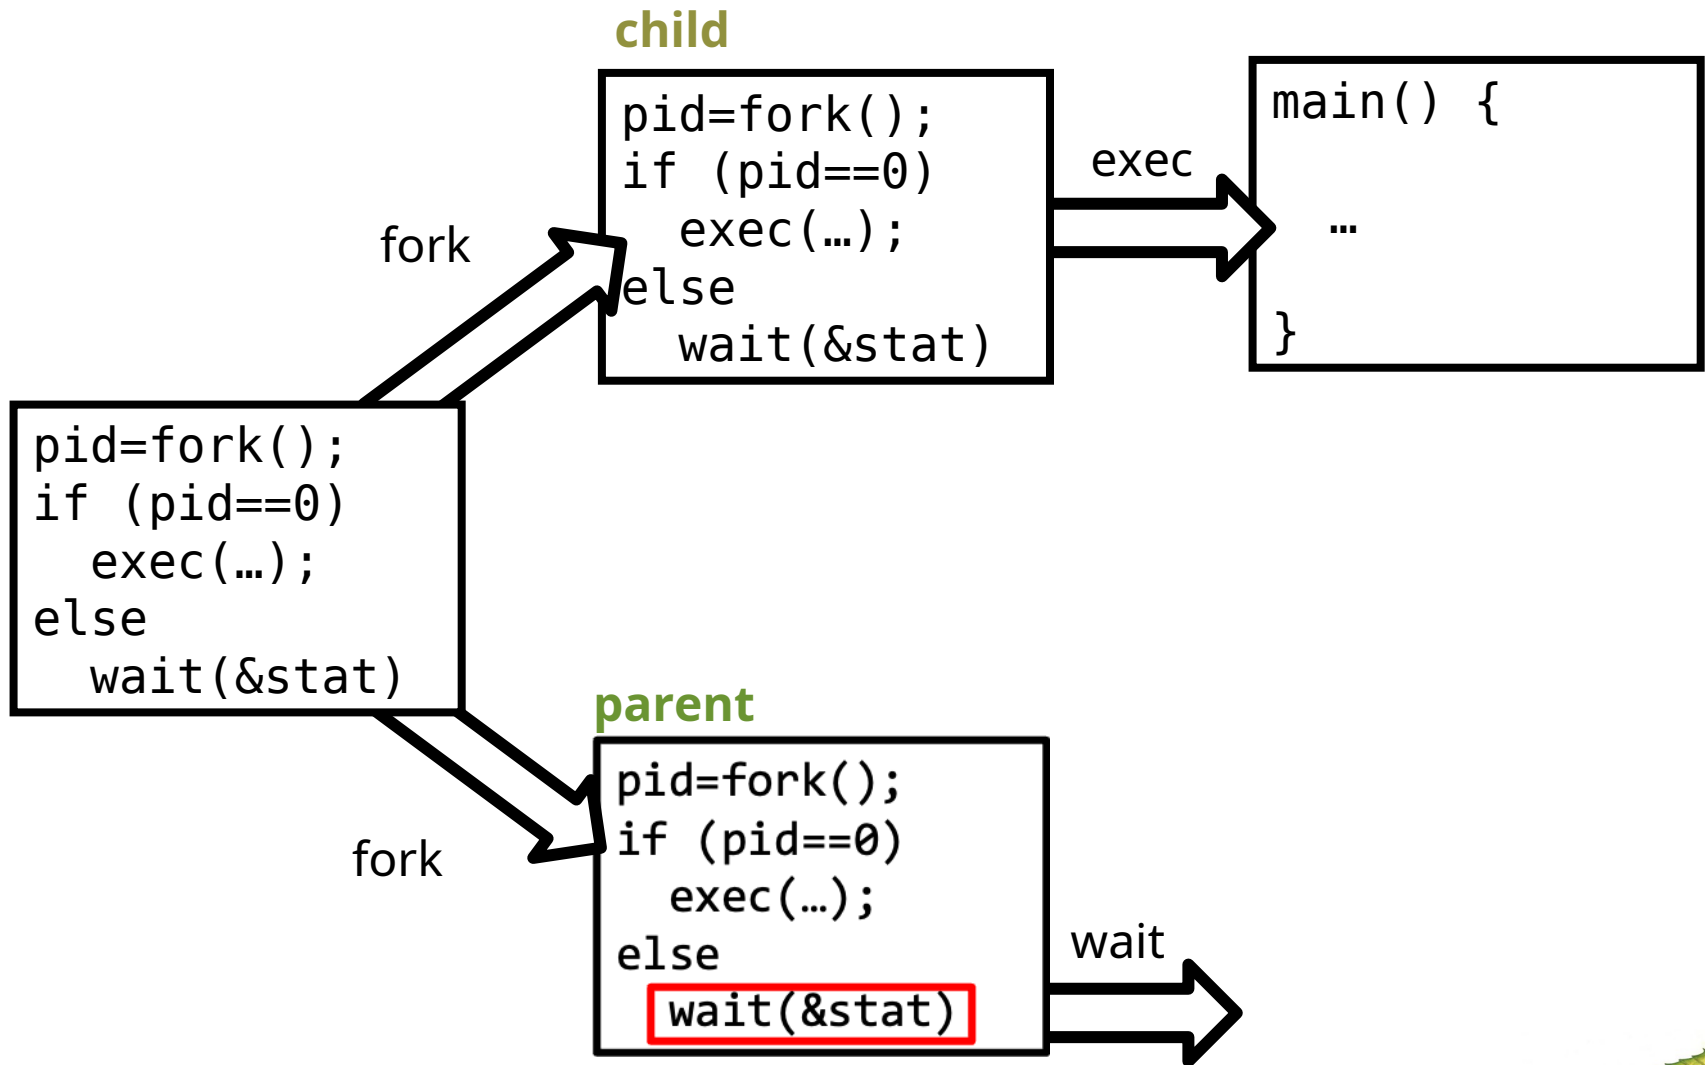 child
pid=fork();
if (pid==0)
  exec(…);
else
  wait(&stat)
exec
main() {
  …
}
fork
pid=fork();
if (pid==0)
  exec(…);
else
  wait(&stat)
fork
parent
pid=fork();
if (pid==0)
  exec(…);
else
  wait(&stat)
wait